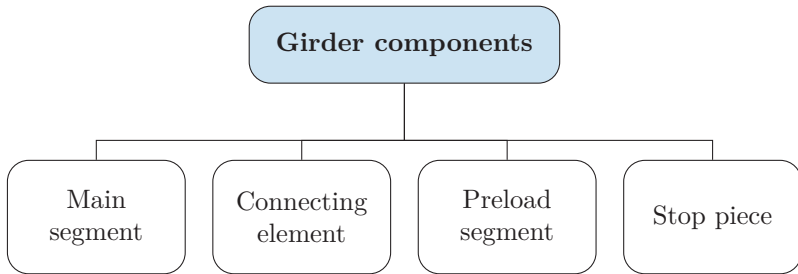 Girder components
Main
segment
Connecting
element
Preload
segment
Stop piece